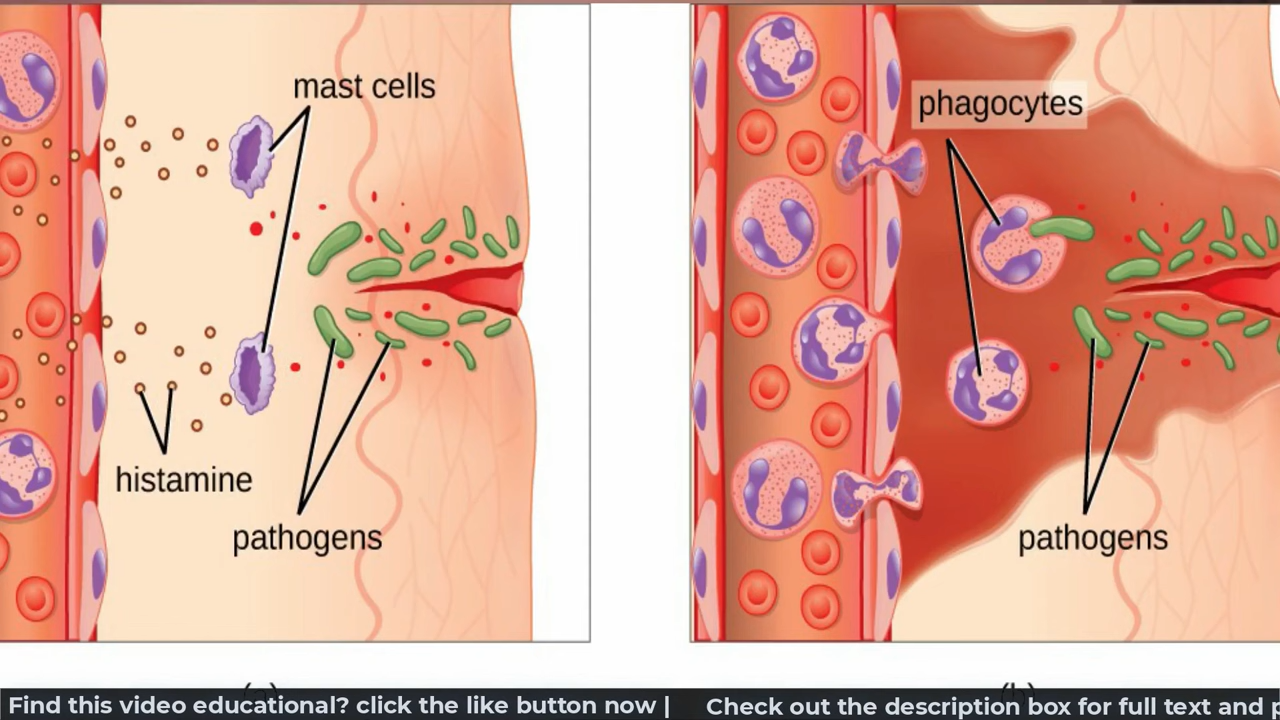 mast cells
phagocytes
histamine
pathogens
pathogens
(a)
(b)
Find this video educational? click the like button now |
Check out the description box for full text and p